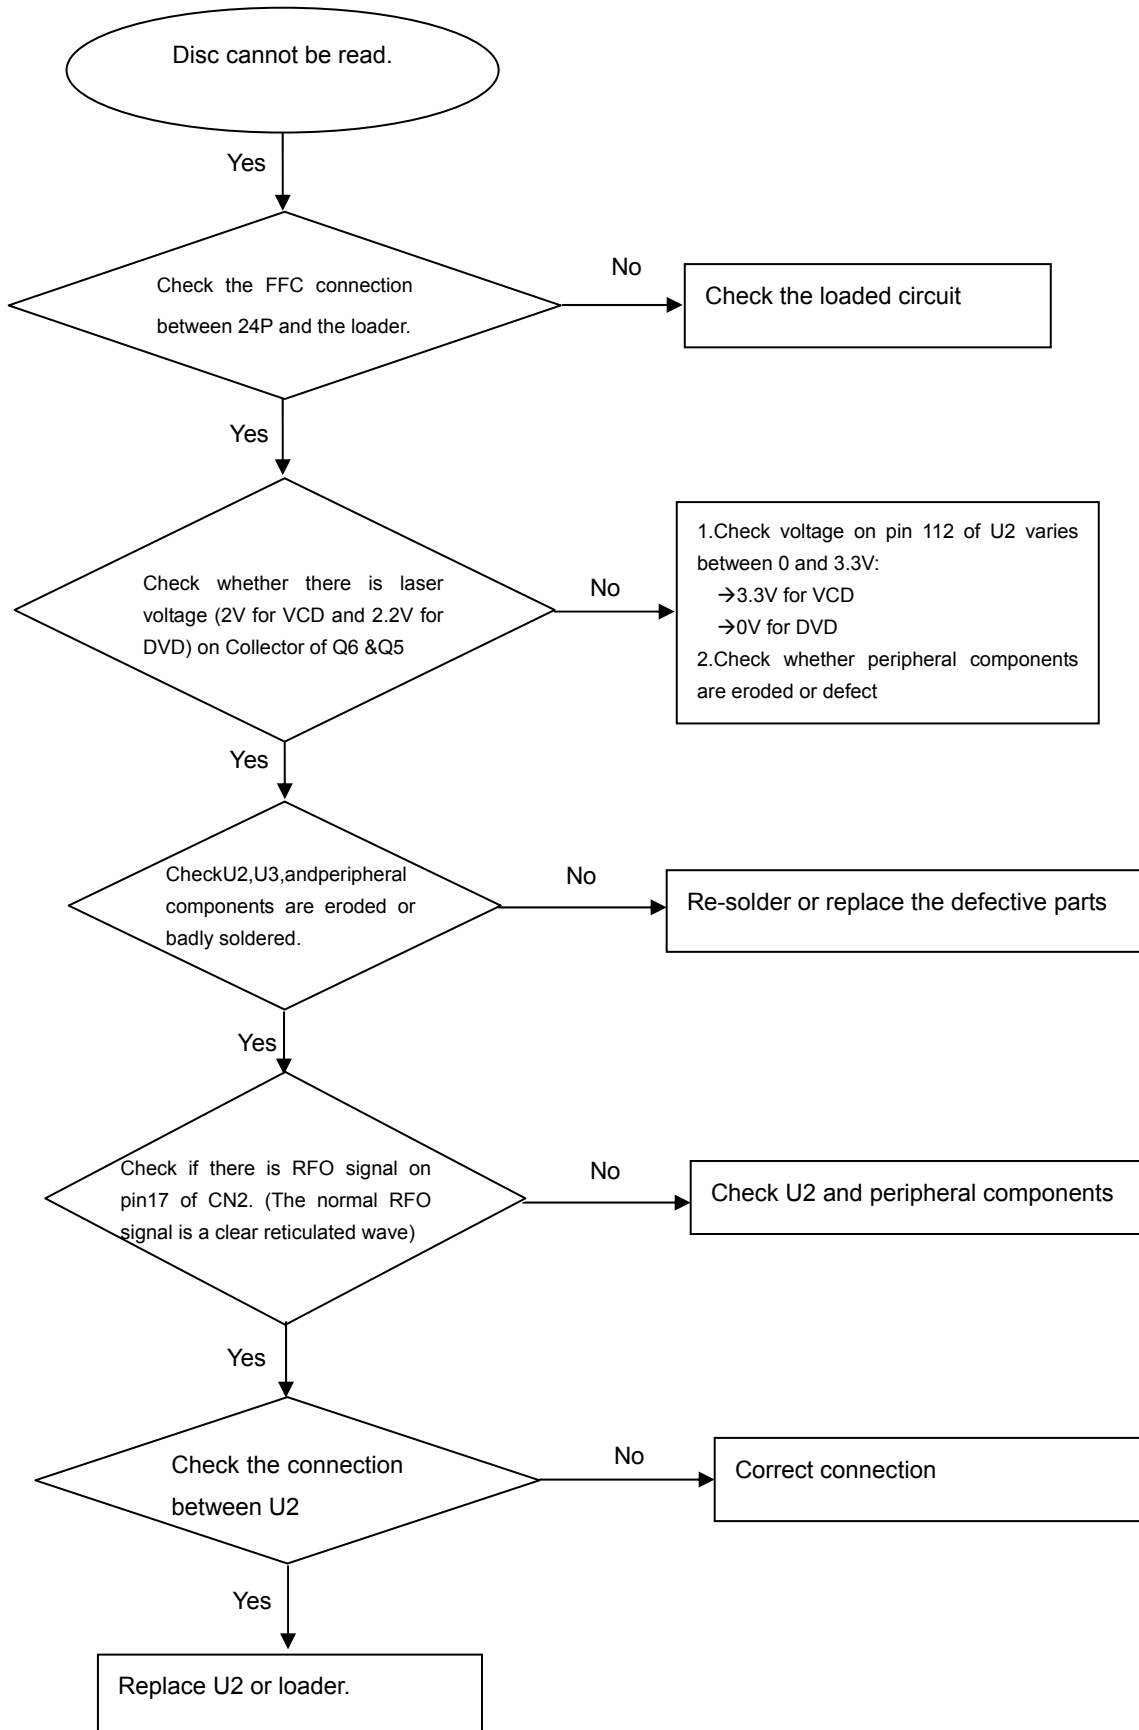 Disc cannot be read.
Yes
Check the FFC connection
between 24P and the loader.
No
Check the loaded circuit
Yes
Check whether there is laser
voltage (2V for VCD and 2.2V for
DVD) on Collector of Q6 &Q5
No
1.Check voltage on pin 112 of U2 varies
between 0 and 3.3V:
→3.3V for VCD
→0V for DVD
2.Check whether peripheral components
are eroded or defect
Yes
CheckU2,U3,andperipheral
components are eroded or
badly soldered.
No
Re-solder or replace the defective parts
Yes
Check if there is RFO signal on
pin17 of CN2. (The normal RFO
signal is a clear reticulated wave)
No
Check U2 and peripheral components
Yes
Check the connection
between U2
No
Correct connection
Yes
Replace U2 or loader.